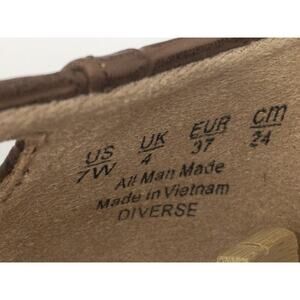 US UK EUR cm
7W 4 37 24
All Man Made
Made in Vietnam
DIVERSE